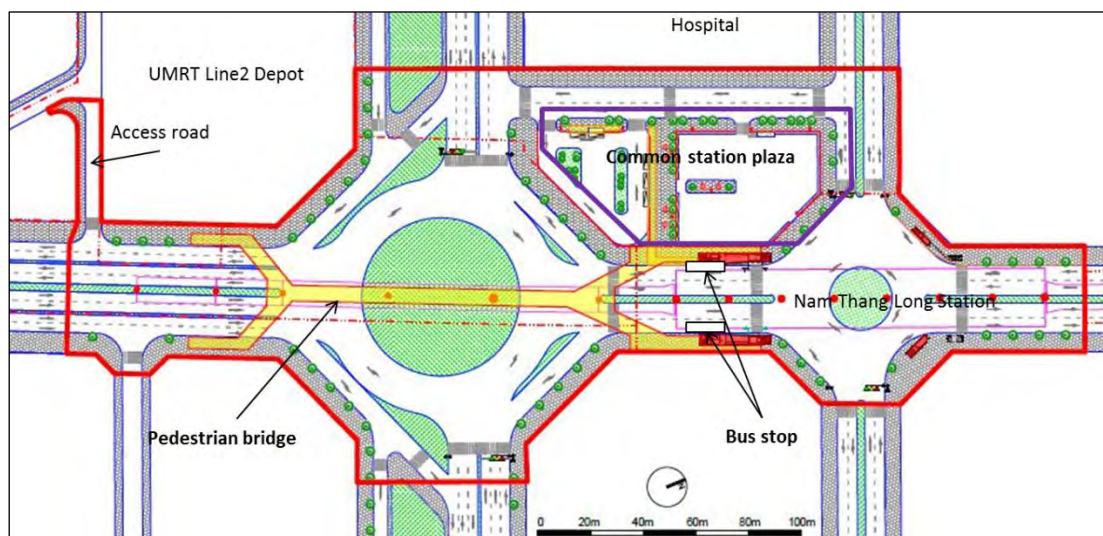 Hospital
UMRT Line2 Depot
Access road
Common station plaza
Nam Thang Long Station
Pedestrian bridge
Bus stop
0 20m 40m 60m 80m 100m